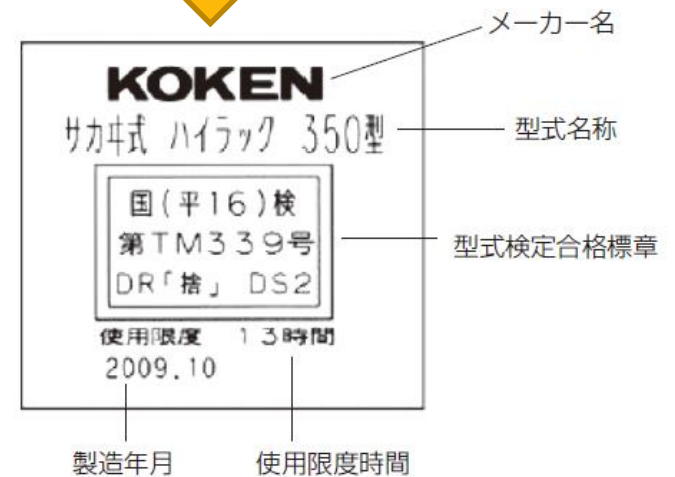 メーカー名
KOKEN
サカヰ式 ハイラック 350型
型式名称
国(平16)検
第TM339号
型式検定合格標章
DR「捨」 DS2
使用限度 13時間
2009.10
製造年月
使用限度時間